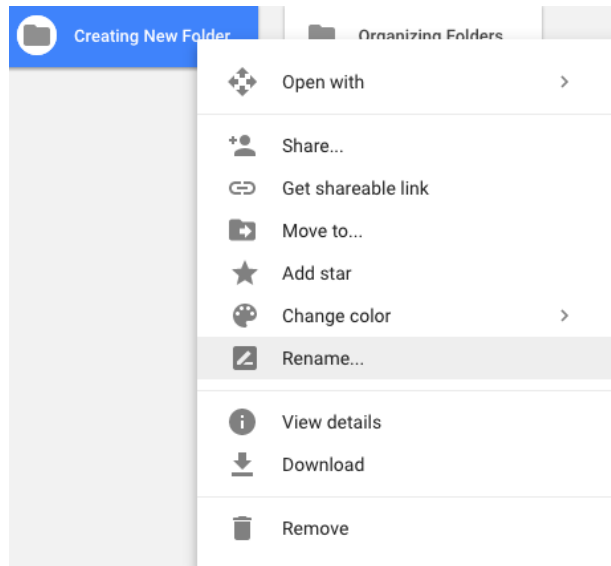 Creating New Folder
Organizing Folders
Open with
Share...
Get shareable link
Move to...
Add star
Change color
Rename...
View details
Download
Remove